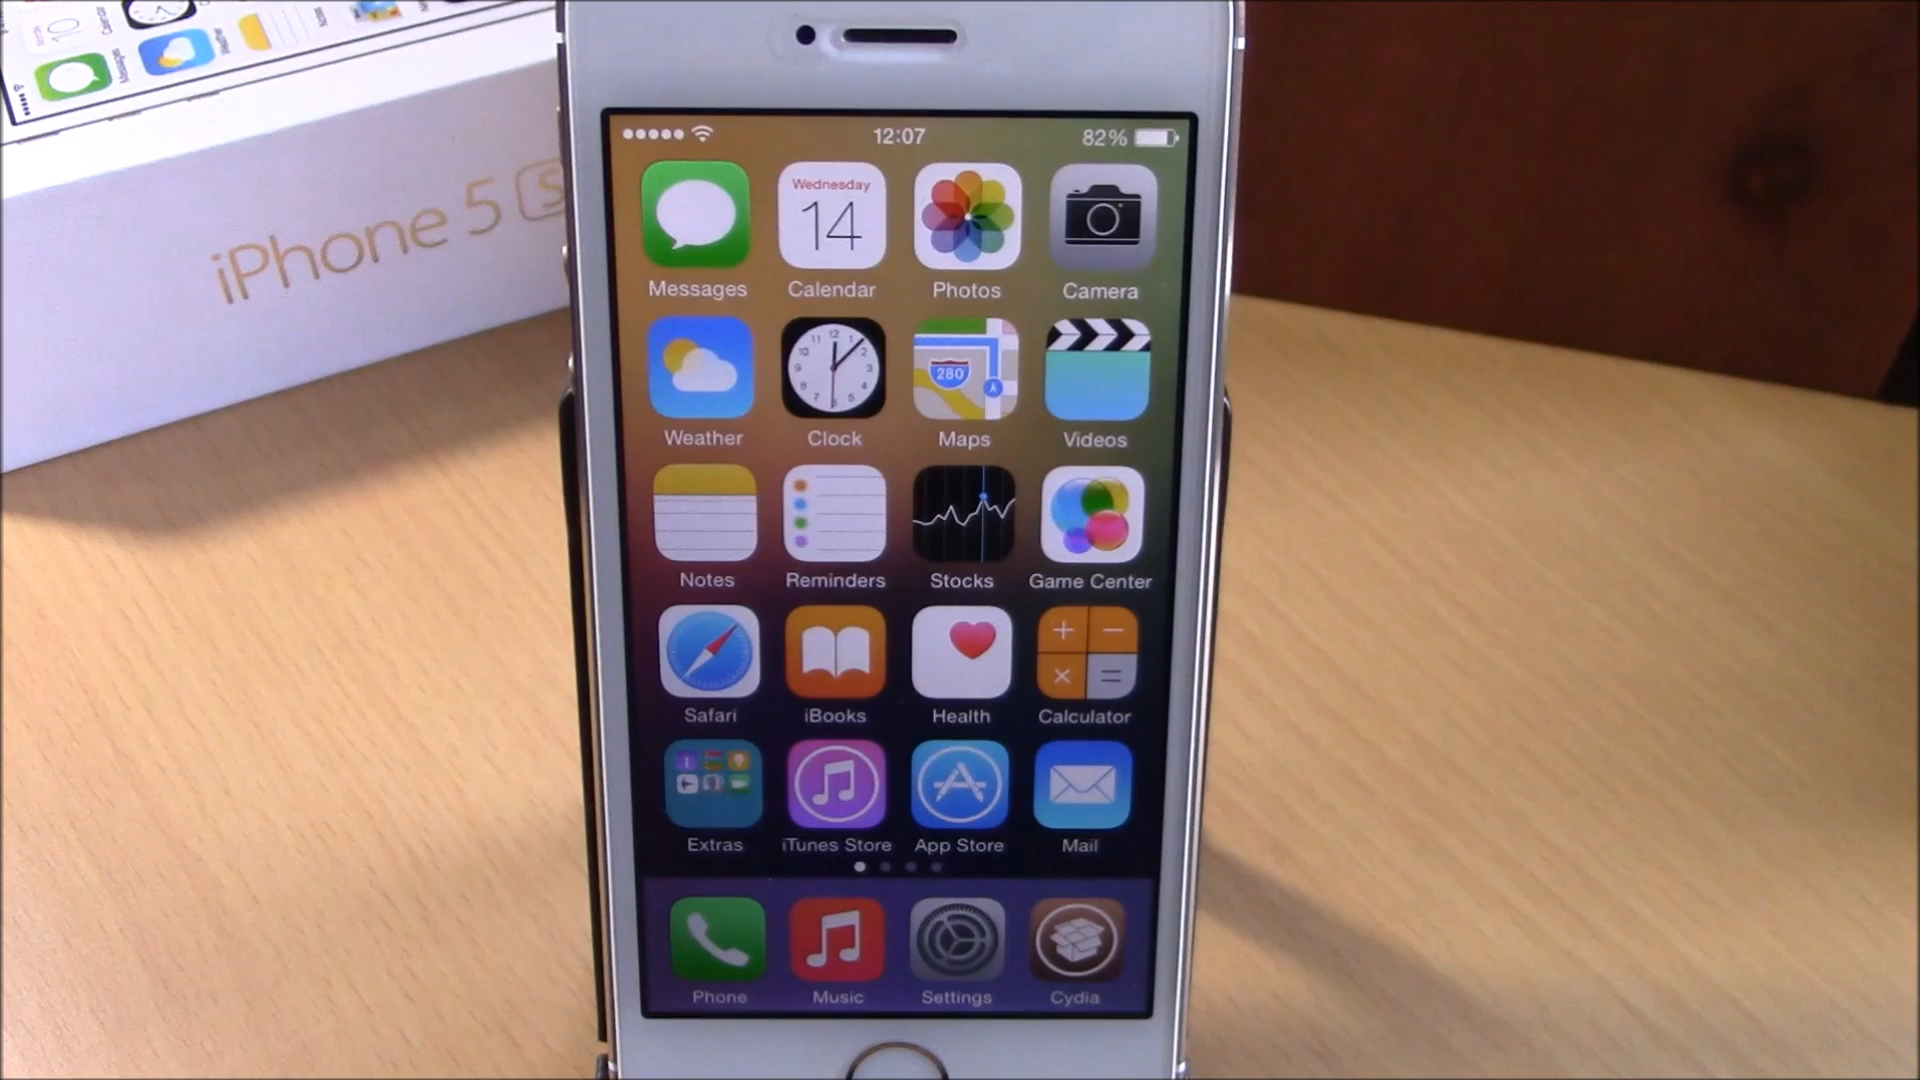 iPhone 5 S
12:07 82%
Wednesday
14
Messages Calendar Photos Camera
280
Weather Clock Maps Videos
Notes Reminders Stocks Game Center
Safari iBooks Health Calculator
Extras iTunes Store App Store Mail
Phone Music Settings Cydia